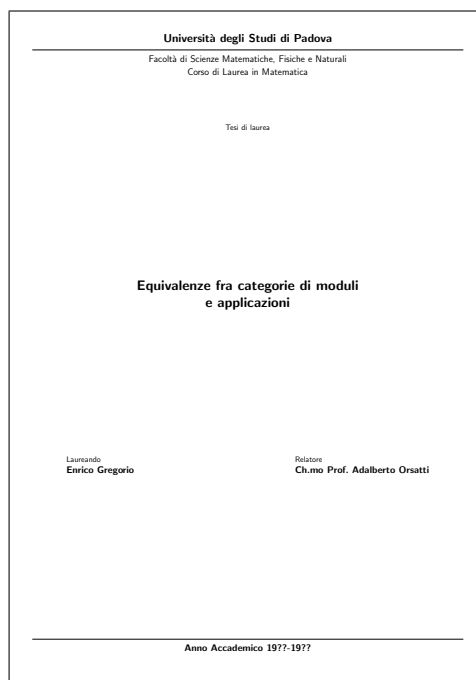 Università degli Studi di Padova
Facoltà di Scienze Matematiche, Fisiche e Naturali
Corso di Laurea in Matematica
Tesi di laurea
Equivalenze fra categorie di moduli
e applicazioni
Laureando
Enrico Gregorio
Relatore
Ch.mo Prof. Adalberto Orsatti
Anno Accademico 19??-19??